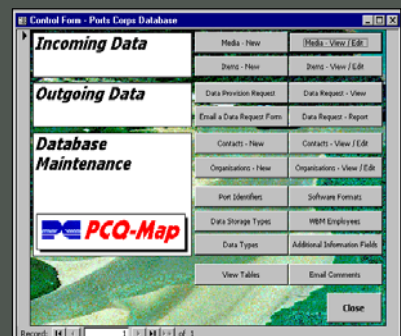 Control Form - Ports Corps Database
Incoming Data
Media - New
Media - View / Edit
Items - New
Items - View / Edit
Outgoing Data
Data Provision Request
Data Request - View
Email a Data Request Form
Data Request - Report
Database
Maintenance
Contacts - New
Contacts - View / Edit
Organisations - New
Organisations - View / Edit
Port Identifiers
Software Formats
PCQ-Map
Data Storage Types
WBM Employees
Data Types
Additional Information Fields
View Tables
Email Comments
Close
Record: 1 of 1